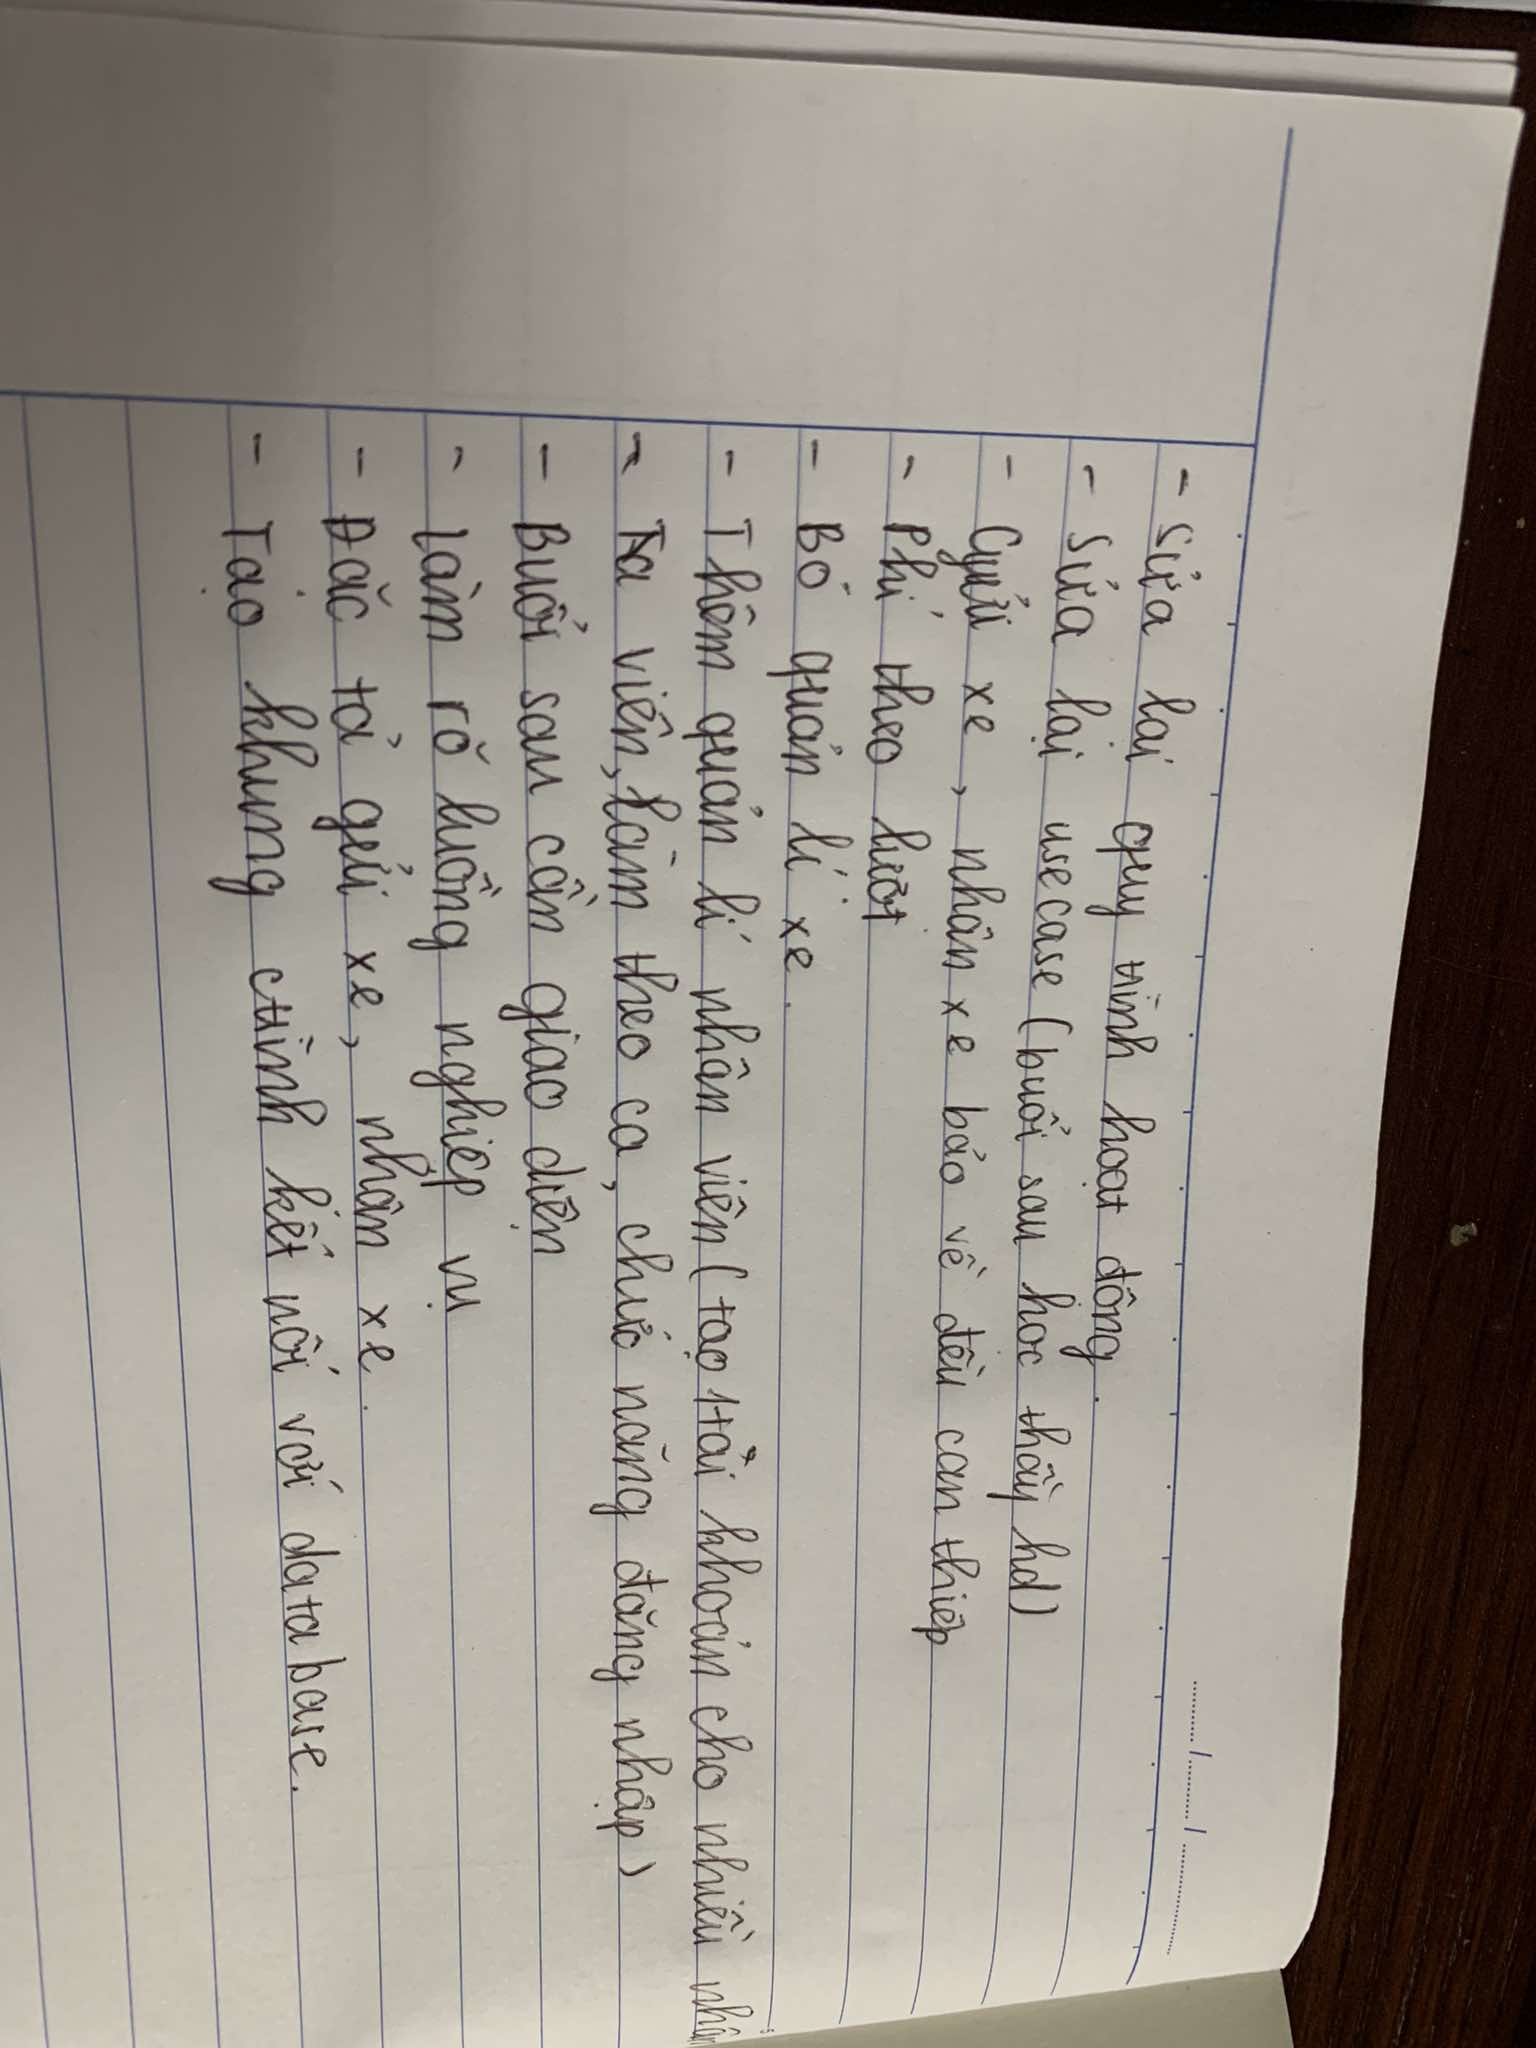 - Sửa lại quy trình hoạt động.
- Sửa lại usecase (buổi sau học thầy hd)
- Gửi xe, nhận xe bảo vệ đều can thiệp
- Phí theo lượt
- Bỏ quản lí xe.
- Thêm quản lí nhân viên (tạo 1 tài khoản cho nhiều nhân
- viên, làm theo ca, chức năng đăng nhập)
- Buổi sau cần giao diện
- Làm rõ luồng nghiệp vụ
- Đặc tả gửi xe, nhận xe.
- Tạo khung ctrình kết nối với database.